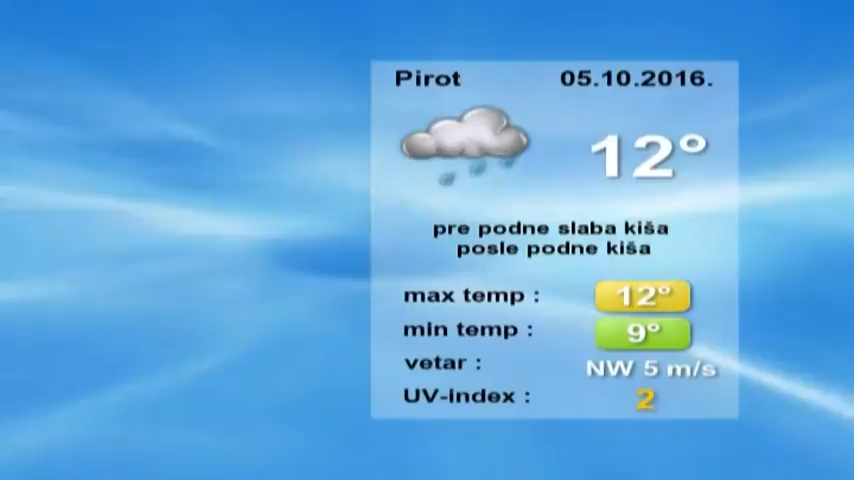 Pirot 05.10.2016.
12°
pre podne slaba kiša
posle podne kiša
max temp : 12°
min temp : 9°
vetar : NW 5 m/s
UV-index : 2